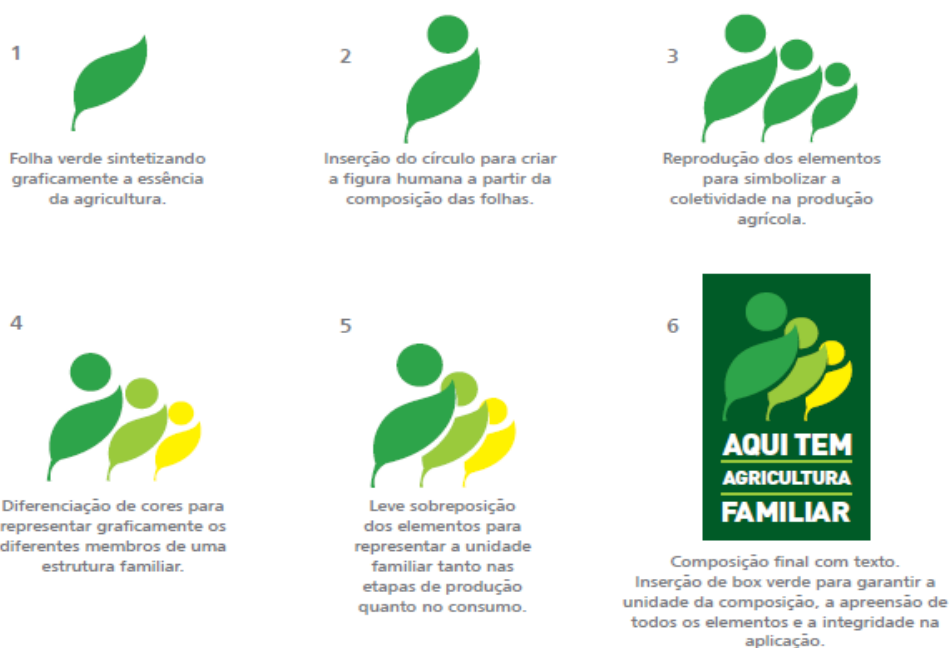 1
Folha verde sintetizando
graficamente a essência
da agricultura.
2
Inserção do círculo para criar
a figura humana a partir da
composição das folhas.
3
Reprodução dos elementos
para simbolizar a
coletividade na produção
agrícola.
4
Diferenciação de cores para
representar graficamente os
diferentes membros de uma
estrutura familiar.
5
Leve sobreposição
dos elementos para
representar a unidade
familiar tanto nas
etapas de produção
quanto no consumo.
6
AQUI TEM
AGRICULTURA
FAMILIAR
Composição final com texto.
Inserção de box verde para garantir a
unidade da composição, a apreensão de
todos os elementos e a integridade na
aplicação.